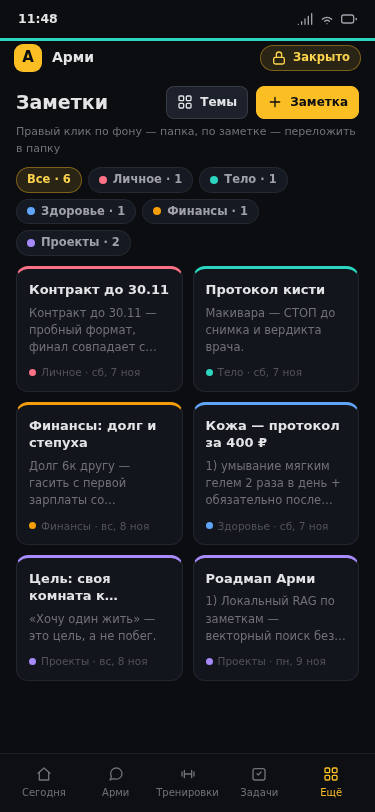 11:48
А Арми Закрыто
Заметки Темы Заметка
Правый клик по фону — папка, по заметке — переложить
в папку
Все · 6 Личное · 1 Тело · 1
Здоровье · 1 Финансы · 1
Проекты · 2
Контракт до 30.11
Контракт до 30.11 —
пробный формат,
финал совпадает с…
Личное · сб, 7 ноя
Протокол кисти
Макивара — СТОП до
снимка и вердикта
врача.
Тело · сб, 7 ноя
Финансы: долг и
степуха
Долг 6к другу —
гасить с первой
зарплаты со…
Финансы · вс, 8 ноя
Кожа — протокол
за 400 ₽
1) умывание мягким
гелем 2 раза в день +
обязательно после…
Здоровье · сб, 7 ноя
Цель: своя
комната к…
«Хочу один жить» —
это цель, а не побег.
Проекты · вс, 8 ноя
Роадмап Арми
1) Локальный RAG по
заметкам —
векторный поиск без…
Проекты · пн, 9 ноя
Сегодня Арми Тренировки Задачи Ещё